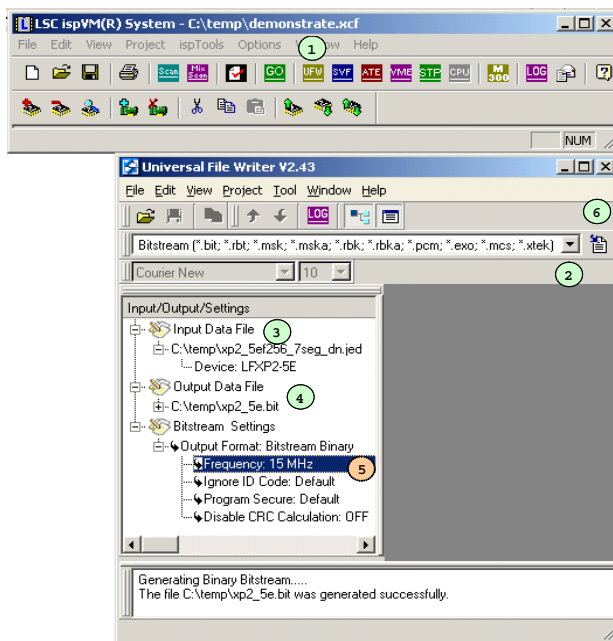 LSC ispVM(R) System - C:\temp\demonstrate.xcf
File Edit View Project ispTools Options Help
1
Scan Mix Scan GO UFW SVF ATE VME STP CPU M 300 LOG
NUM
Universal File Writer V2.43
File Edit View Project Tool Window Help
LOG
6
Bitstream (*.bit; *.rbt; *.msk; *.mska; *.rbk; *.rbka; *.pcm; *.exo; *.mcs; *.xtek)
Courier New 10
2
Input/Output/Settings
Input Data File
3
C:\temp\xp2_5ef256_7seg_dn.jed
Device: LFXP2-5E
Output Data File
4
C:\temp\xp2_5e.bit
Bitstream Settings
Output Format: Bitstream Binary
Frequency: 15 MHz
5
Ignore ID Code: Default
Program Secure: Default
Disable CRC Calculation: OFF
Generating Binary Bitstream.....
The file C:\temp\xp2_5e.bit was generated successfully.